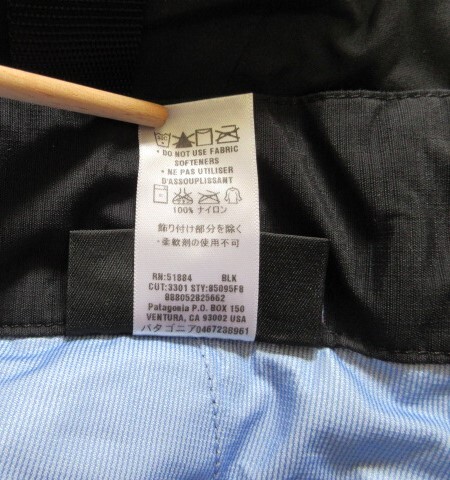 • DO NOT USE FABRIC
SOFTENERS
• NE PAS UTILISER
D'ASSOUPLISSANT
100% ナイロン
飾り付け部分を除く
・柔軟剤の使用不可
RN:51884 BLK
CUT:3301 STY:85095F8
888052825662
Patagonia P.O. BOX 150
VENTURA, CA 93002 USA
パタゴニア0467238961